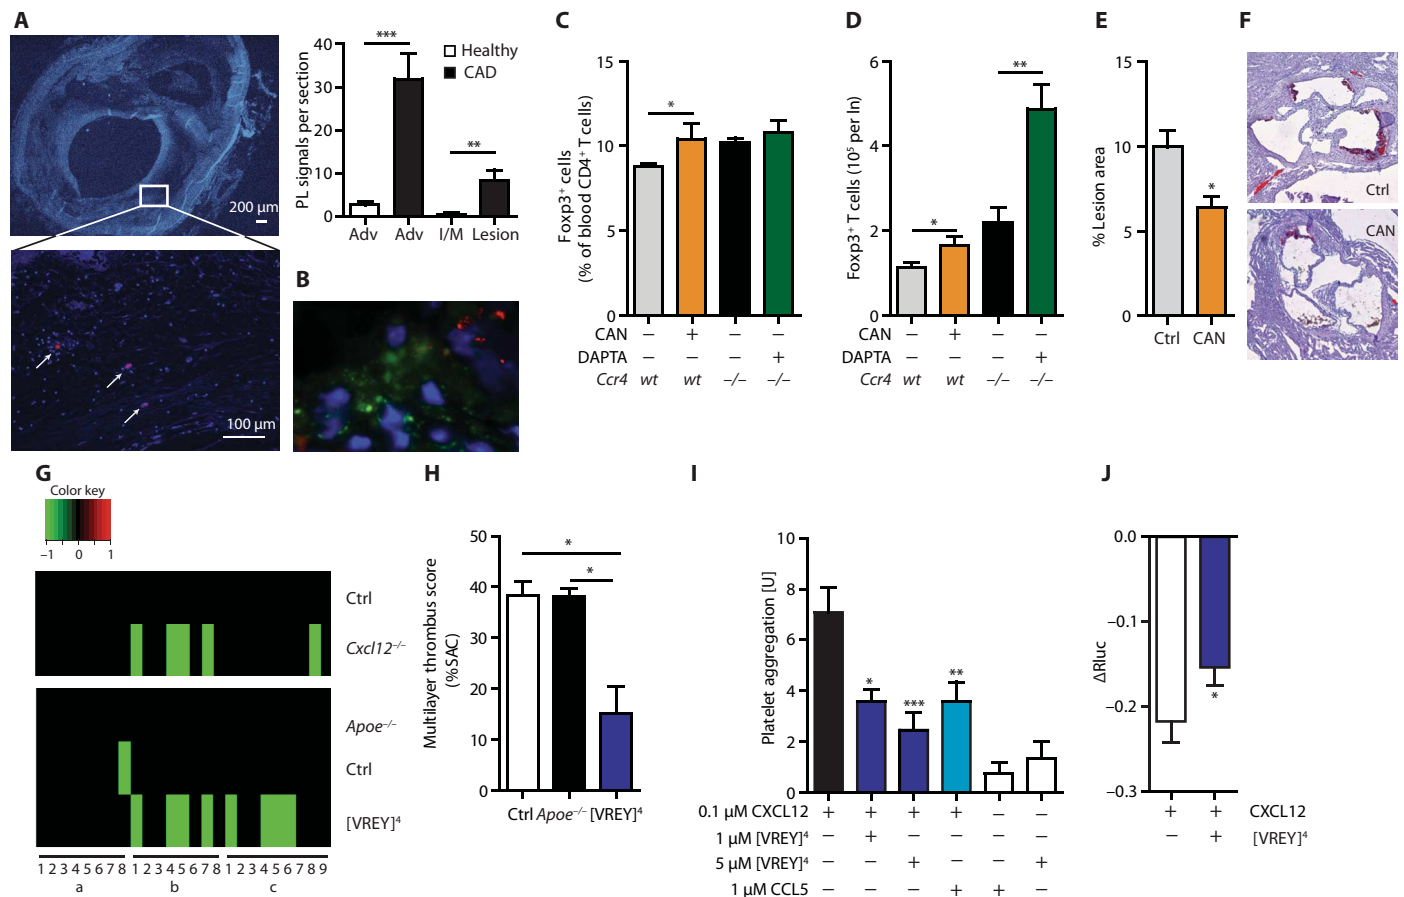 A
200 µm
100 µm
PL signals per section
40
30
20
10
0
***
**
Healthy
CAD
Adv Adv I/M Lesion
B
C
Foxp3⁺ cells
(% of blood CD4⁺ T cells)
15
10
5
0
*
CAN − + − −
DAPTA − − − +
Ccr4 wt wt −/− −/−
D
Foxp3⁺ T cells (10⁵ per ln)
6
4
2
0
*
**
CAN − + − −
DAPTA − − − +
Ccr4 wt wt −/− −/−
E
% Lesion area
15
10
5
0
*
Ctrl CAN
F
Ctrl
CAN
G
Color key
−1 0 1
Ctrl
Cxcl12⁻/⁻
Apoe⁻/⁻
Ctrl
[VREY]⁴
1 2 3 4 5 6 7 8 1 2 3 4 5 6 7 8 1 2 3 4 5 6 7 8 9
a b c
H
Multilayer thrombus score
(%SAC)
50
40
30
20
10
0
*
*
Ctrl Apoe⁻/⁻ [VREY]⁴
I
Platelet aggregation [U]
10
8
6
4
2
0
* *** **
0.1 µM CXCL12 + + + + − −
1 µM [VREY]⁴ − + − − − −
5 µM [VREY]⁴ − − + − − +
1 µM CCL5 − − − + + −
J
ΔRluc
0.0
−0.1
−0.2
−0.3
*
+ + CXCL12
− + [VREY]⁴